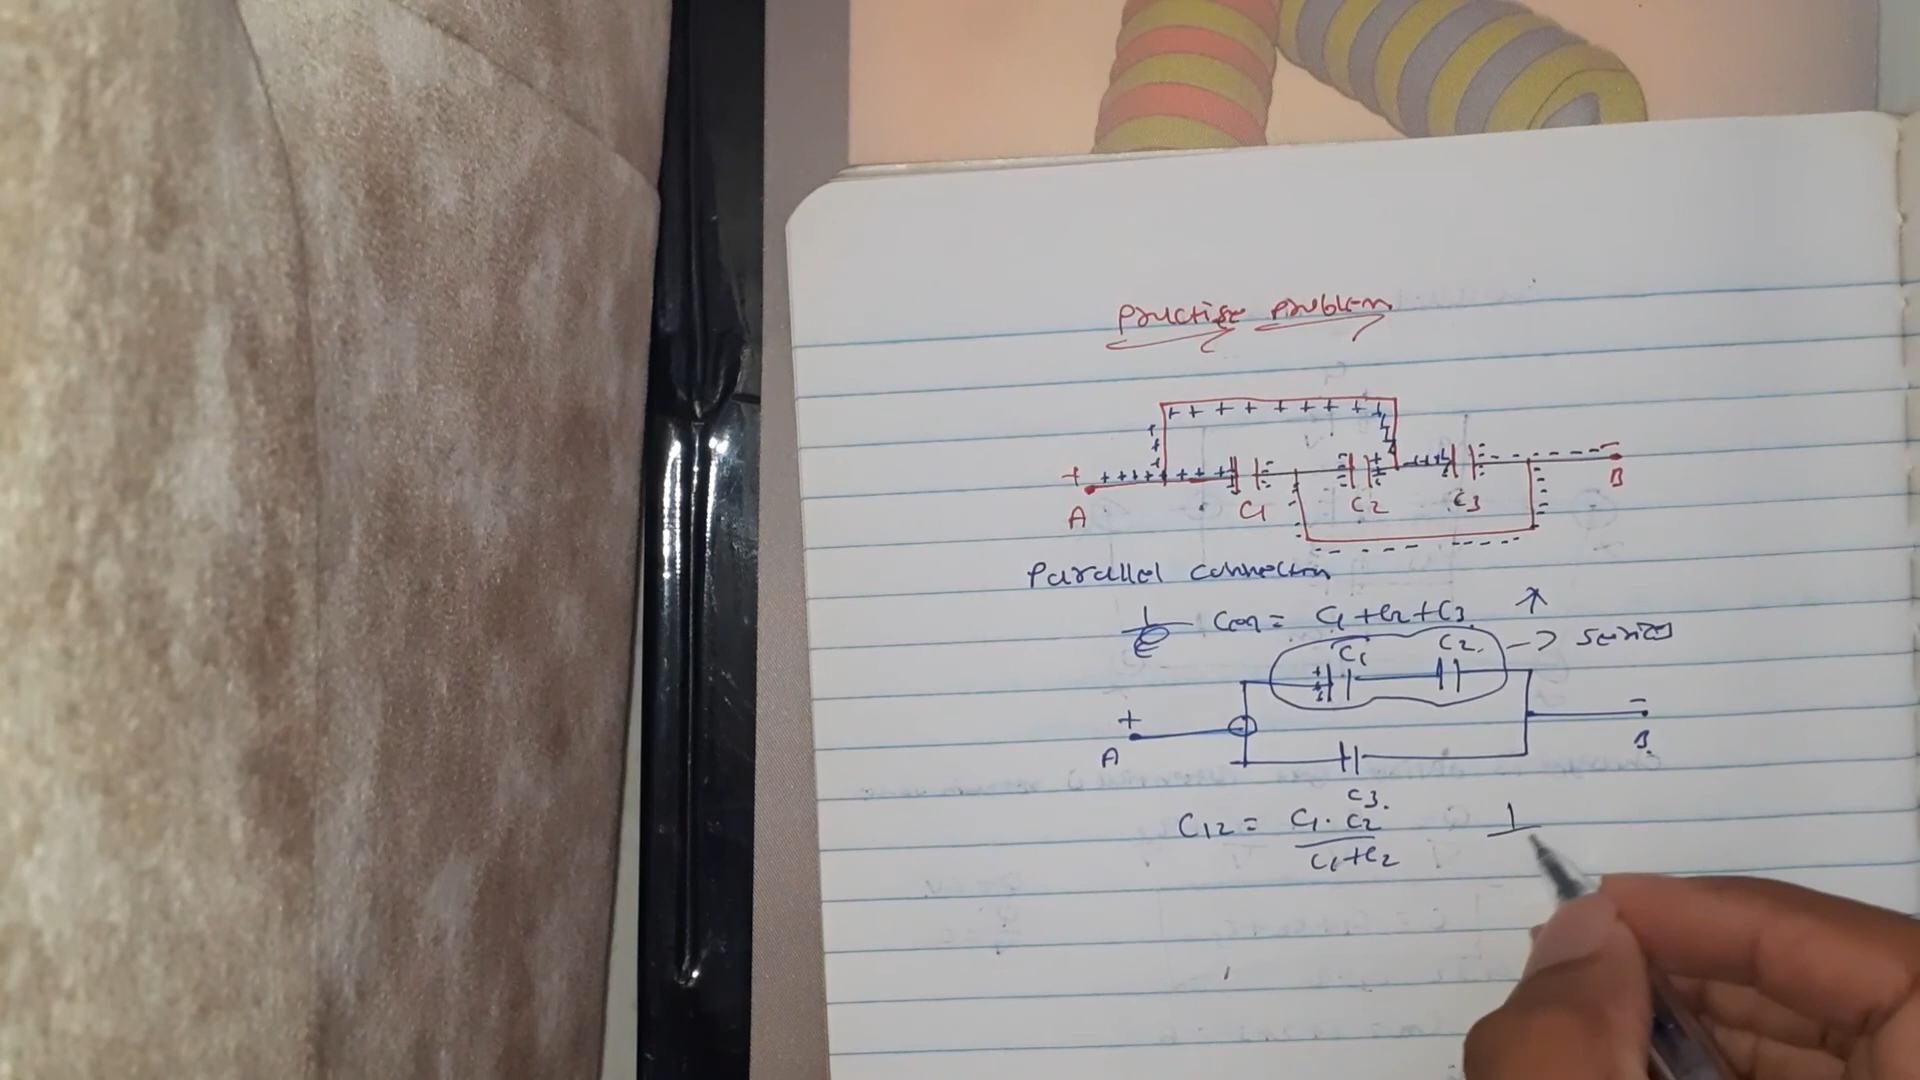 Practise Problem
+ + + + + + + + +
+ + + + + + + + + + + - - - - - -
A C1 C2 C3 B
Parallel connection
1 Ceq = C1 + C2 + C3
C1 C2 → series
+ -
A B
C3.
C12 = C1 . C2 1
C1+C2